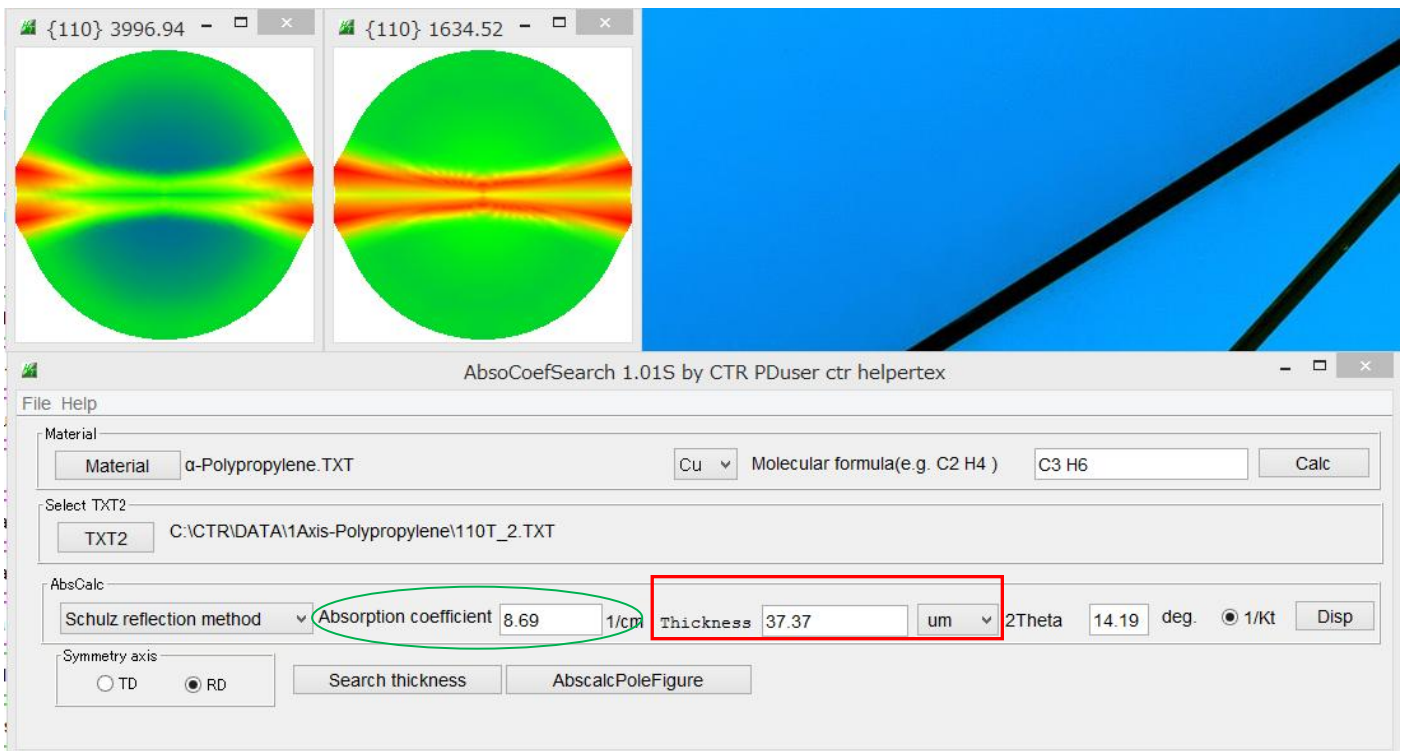 {110} 3996.94
{110} 1634.52
AbsoCoefSearch 1.01S by CTR PDuser ctr helpertex
File Help
Material
Material α-Polypropylene.TXT Cu Molecular formula(e.g. C2 H4 ) C3 H6 Calc
Select TXT2
TXT2 C:\CTR\DATA\1Axis-Polypropylene\110T_2.TXT
AbsCalc
Schulz reflection method Absorption coefficient 8.69 1/cm Thickness 37.37 um 2Theta 14.19 deg. 1/Kt Disp
Symmetry axis
TD RD Search thickness AbscalcPoleFigure